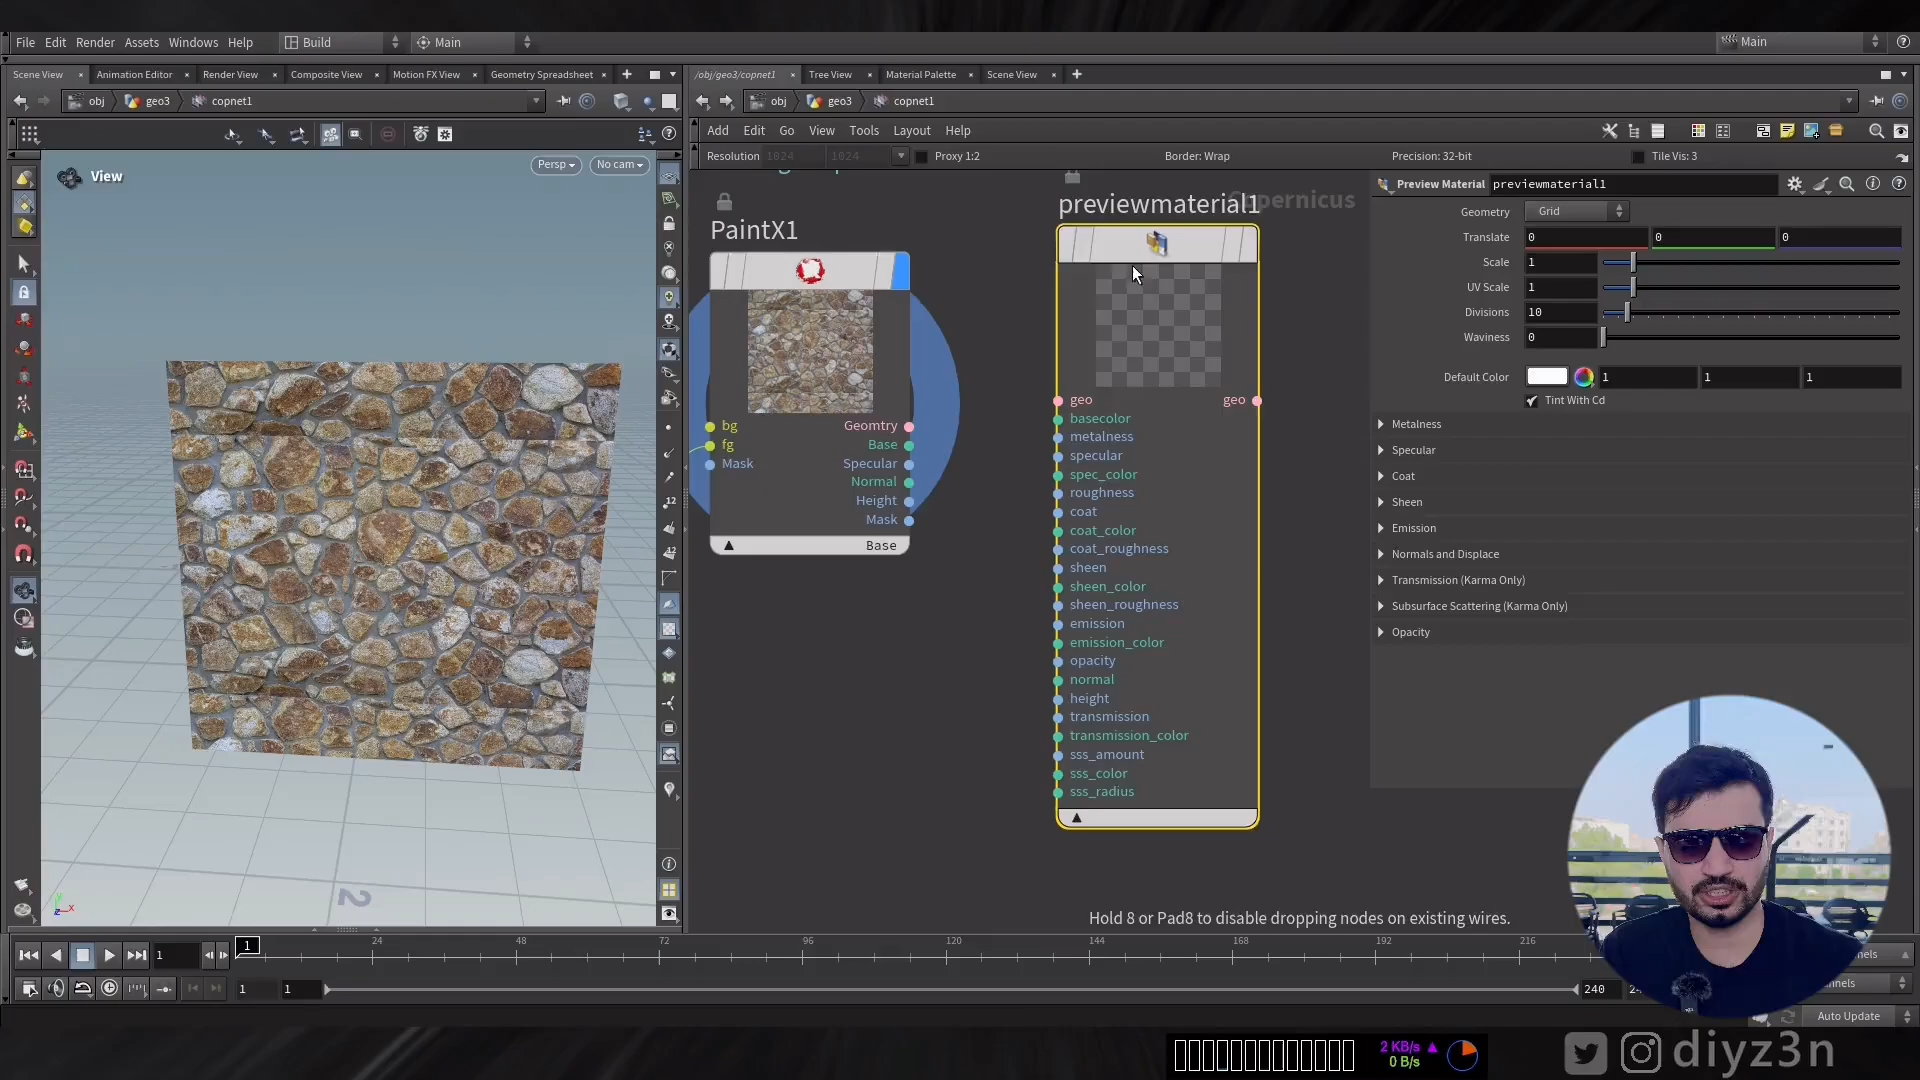 File Edit Render Assets Windows Help Build Main Main
Scene View Animation Editor Render View Composite View Motion FX View Geometry Spreadsheet
/obj/geo3/copnet1 Tree View Material Palette Scene View
obj geo3 copnet1
obj geo3 copnet1
Add Edit Go View Tools Layout Help
Resolution 1024 1024 Proxy 1:2 Border: Wrap Precision: 32-bit Tile Vis: 3
View
Persp
No cam
PaintX1
bg
fg
Mask
Geomtry
Base
Specular
Normal
Height
Mask
Base
previewmaterial1
geo
geo
basecolor
metalness
specular
spec_color
roughness
coat
coat_color
coat_roughness
sheen
sheen_color
sheen_roughness
emission
emission_color
opacity
normal
height
transmission
transmission_color
sss_amount
sss_color
sss_radius
Preview Material previewmaterial1
Geometry Grid
Translate 0 0 0
Scale 1
UV Scale 1
Divisions 10
Waviness 0
Default Color 1 1 1
Tint With Cd
Metalness
Specular
Coat
Sheen
Emission
Normals and Displace
Transmission (Karma Only)
Subsurface Scattering (Karma Only)
Opacity
Hold 8 or Pad8 to disable dropping nodes on existing wires.
2
1 1 24 48 72 96 120 144 168 192 216
1 1 240
Auto Update
2 KB/s
0 B/s
diyz3n